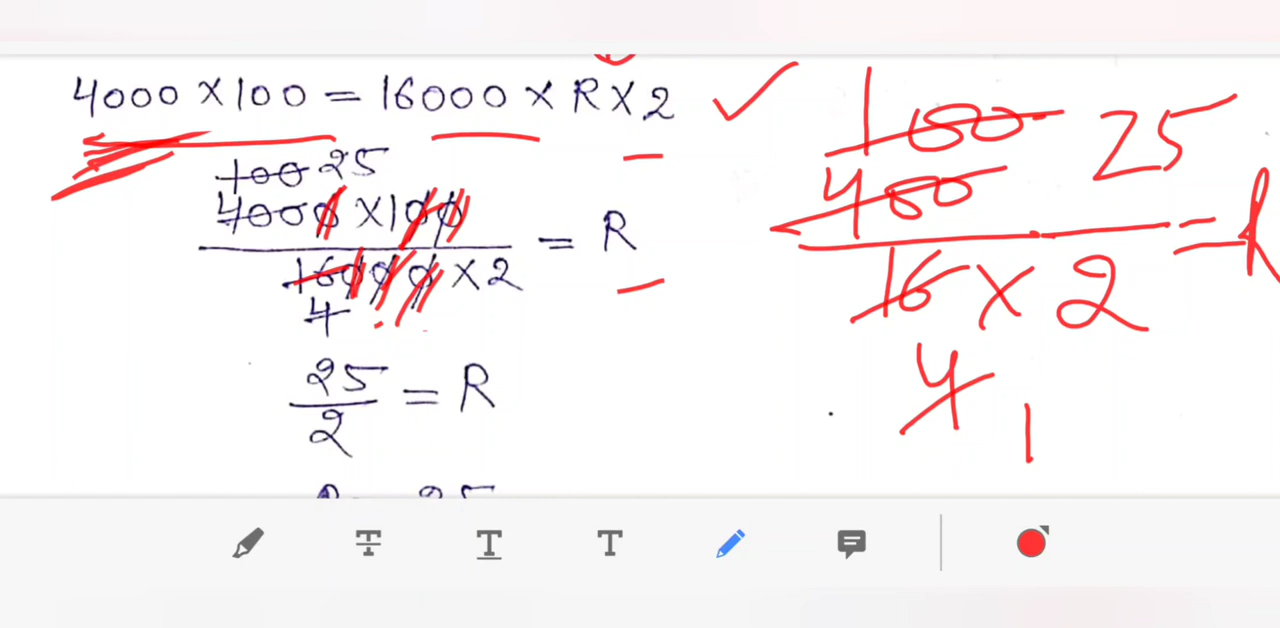 4000 × 100 = 16000 × R × 2
100 25
4000 × 100
16000 × 2
= R
4
25
2
= R
25
100 25
400
16 × 2
= R
4
1
T T T